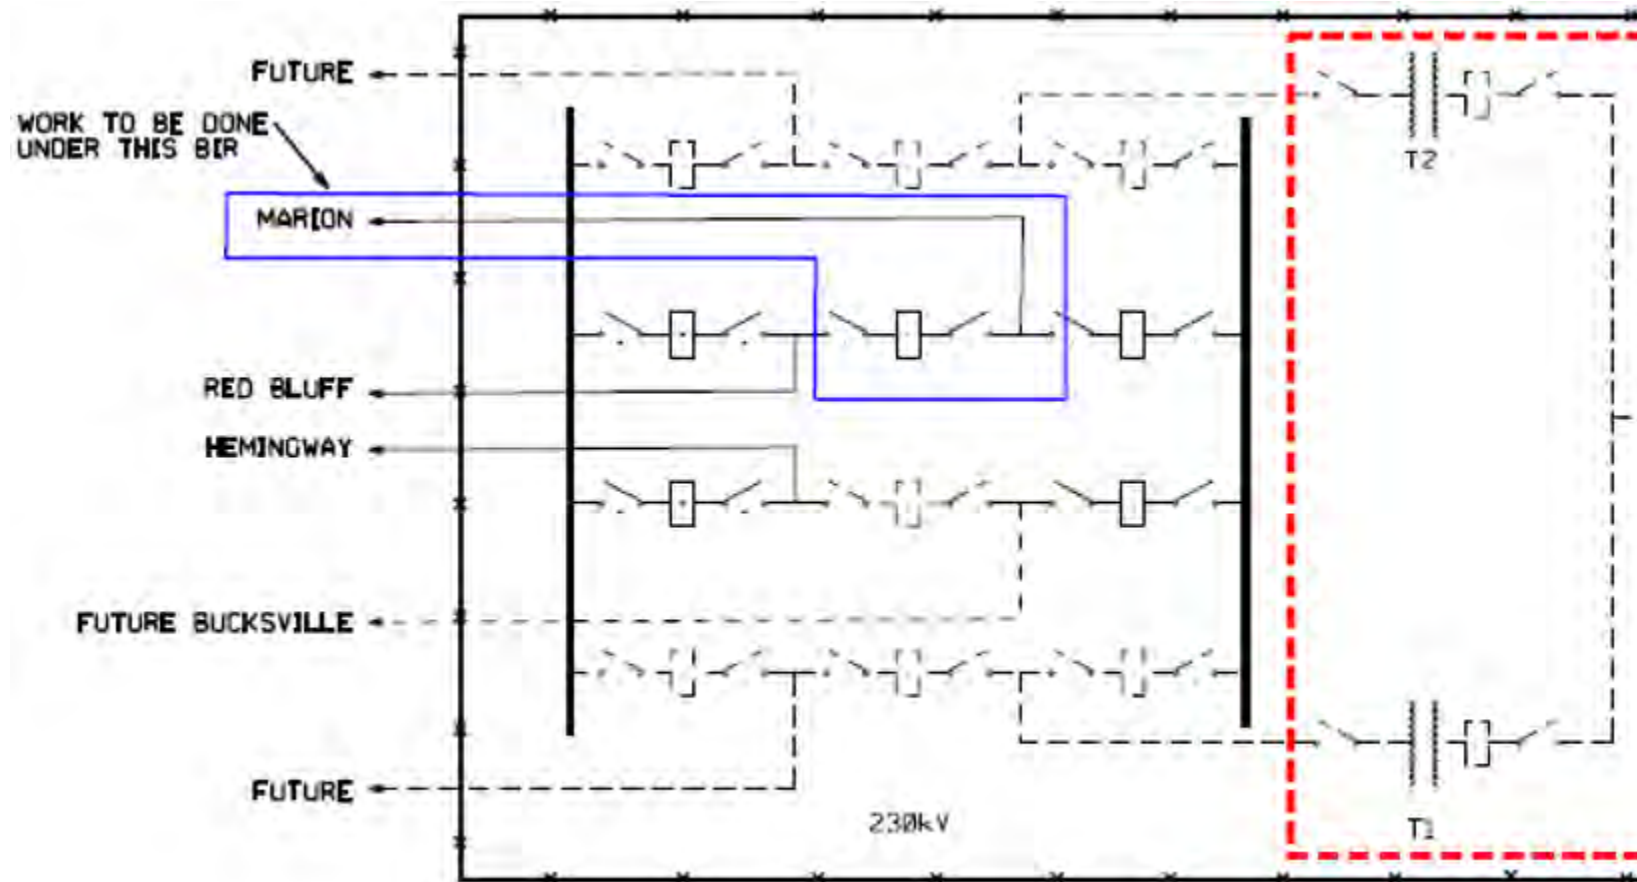 FUTURE
WORK TO BE DONE
UNDER THIS BIR
MARION
RED BLUFF
HEMINGWAY
FUTURE BUCKSVILLE
FUTURE
230kV
T2
T1